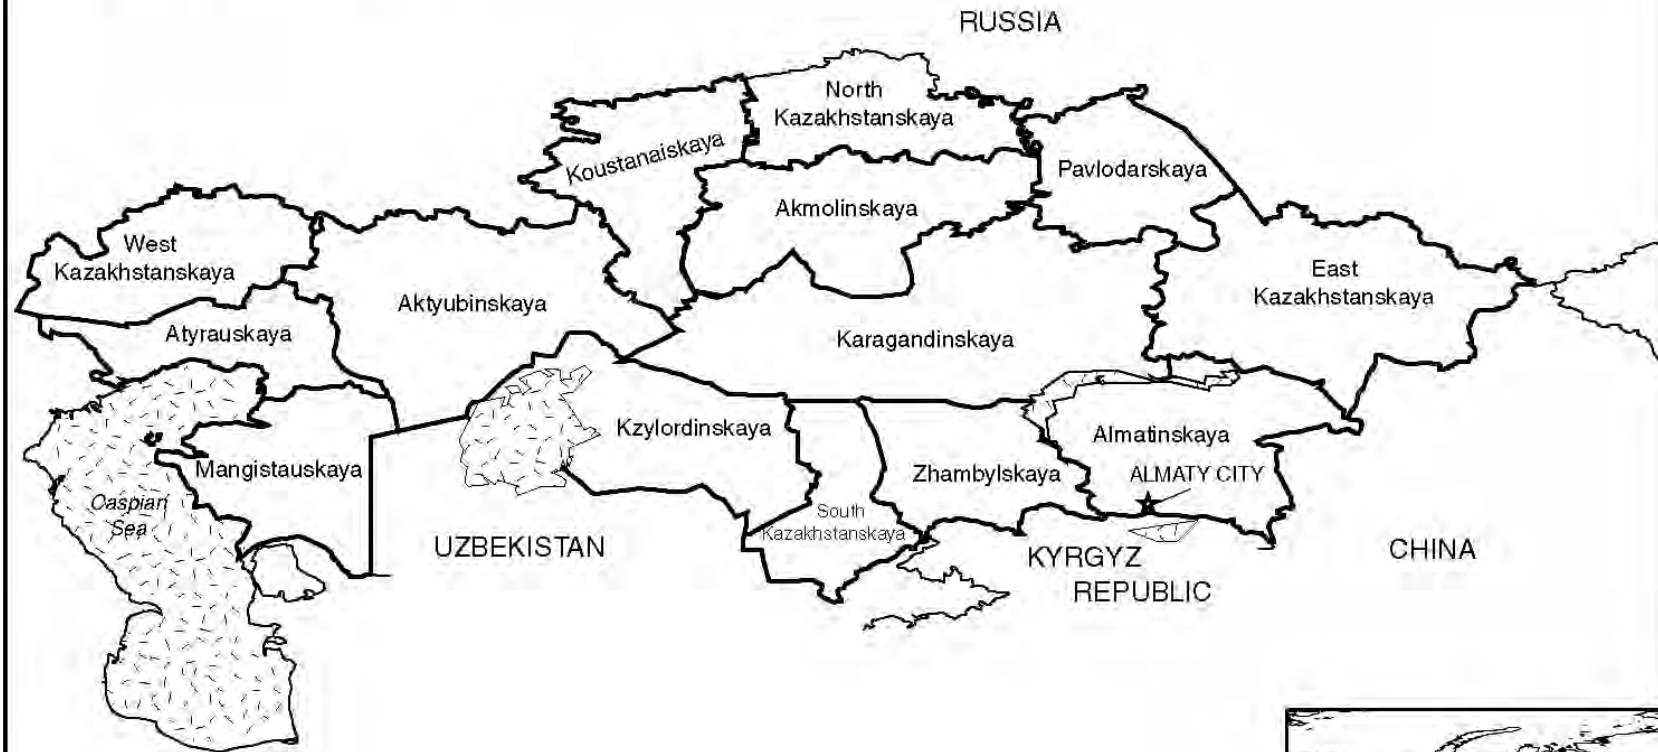 RUSSIA
North
Kazakhstanskaya
Koustanaiskaya
Pavlodarskaya
Akmolinskaya
West
Kazakhstanskaya
East
Kazakhstanskaya
Aktyubinskaya
Atyrauskaya
Karagandinskaya
Kzylordinskaya
Almatinskaya
Mangistauskaya
Zhambylskaya
ALMATY CITY
Caspian
Sea
South
Kazakhstanskaya
UZBEKISTAN
KYRGYZ
REPUBLIC
CHINA